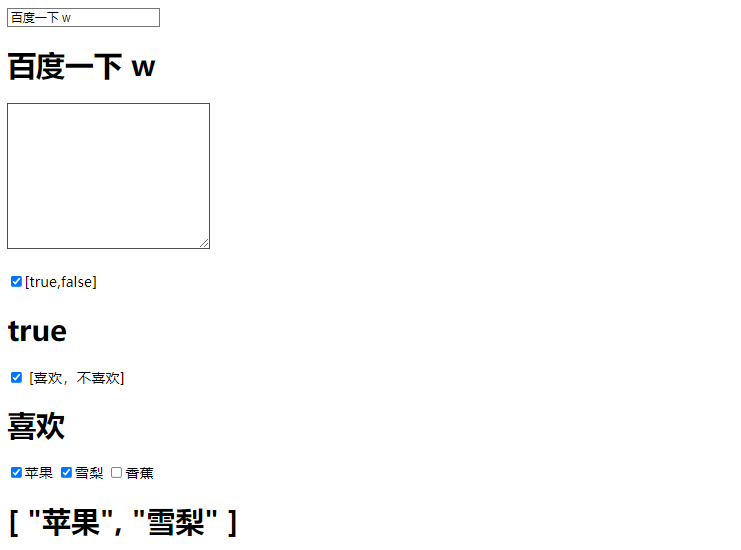 百度一下 w
百度一下 w
[true,false]
true
[喜欢，不喜欢]
喜欢
苹果 雪梨 香蕉
[ "苹果", "雪梨" ]